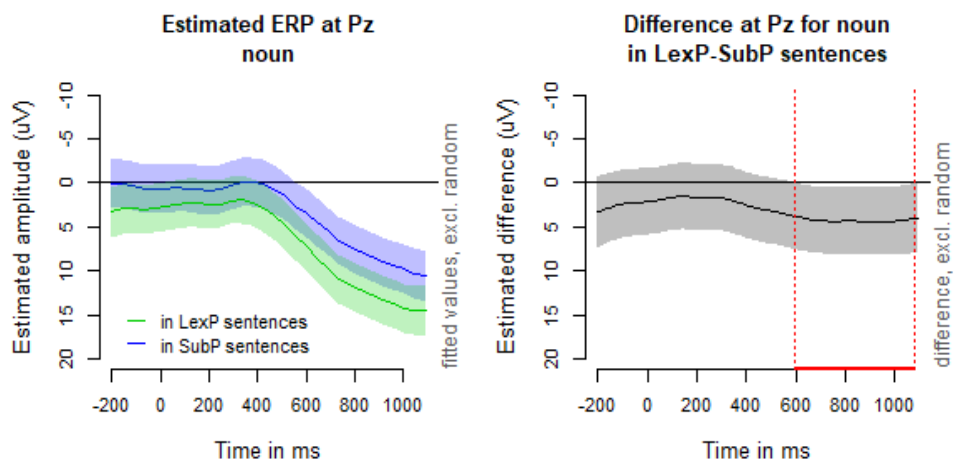 Estimated ERP at Pz
noun
Estimated amplitude (uV)
-10
-5
0
5
10
15
20
in LexP sentences
in SubP sentences
-200
0
200
400
600
800
1000
Time in ms
fitted values, excl. random
Difference at Pz for noun
in LexP-SubP sentences
Estimated difference (uV)
-10
-5
0
5
10
15
20
-200
0
200
400
600
800
1000
Time in ms
difference, excl. random